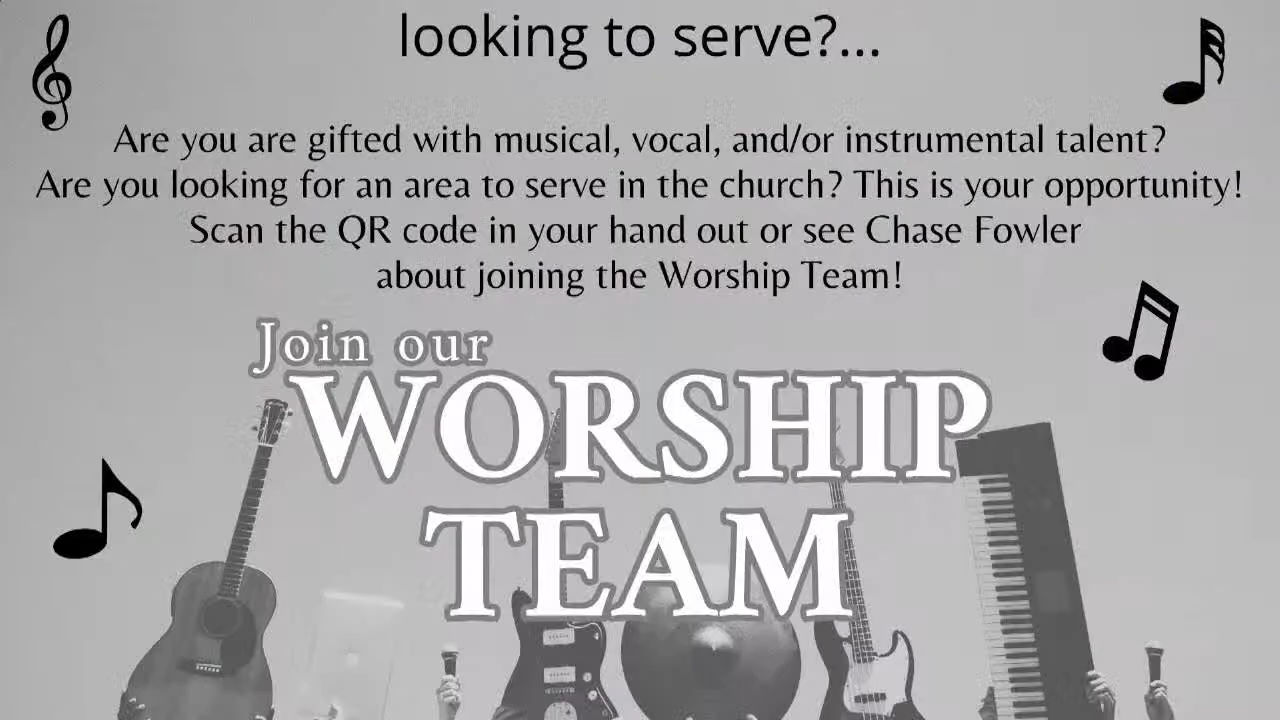 looking to serve?...
Are you are gifted with musical, vocal, and/or instrumental talent?
Are you looking for an area to serve in the church? This is your opportunity!
Scan the QR code in your hand out or see Chase Fowler
about joining the Worship Team!
Join our
WORSHIP
TEAM